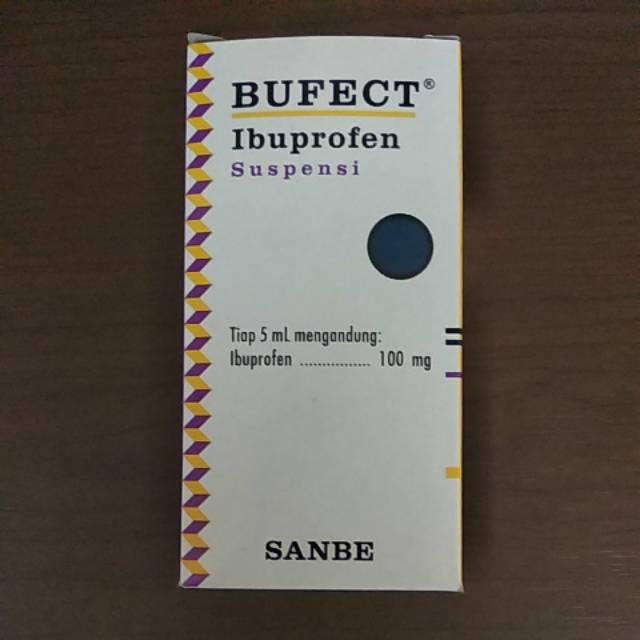 BUFECT®
Ibuprofen
Suspensi
Tiap 5 mL mengandung:
Ibuprofen ................ 100 mg
SANBE